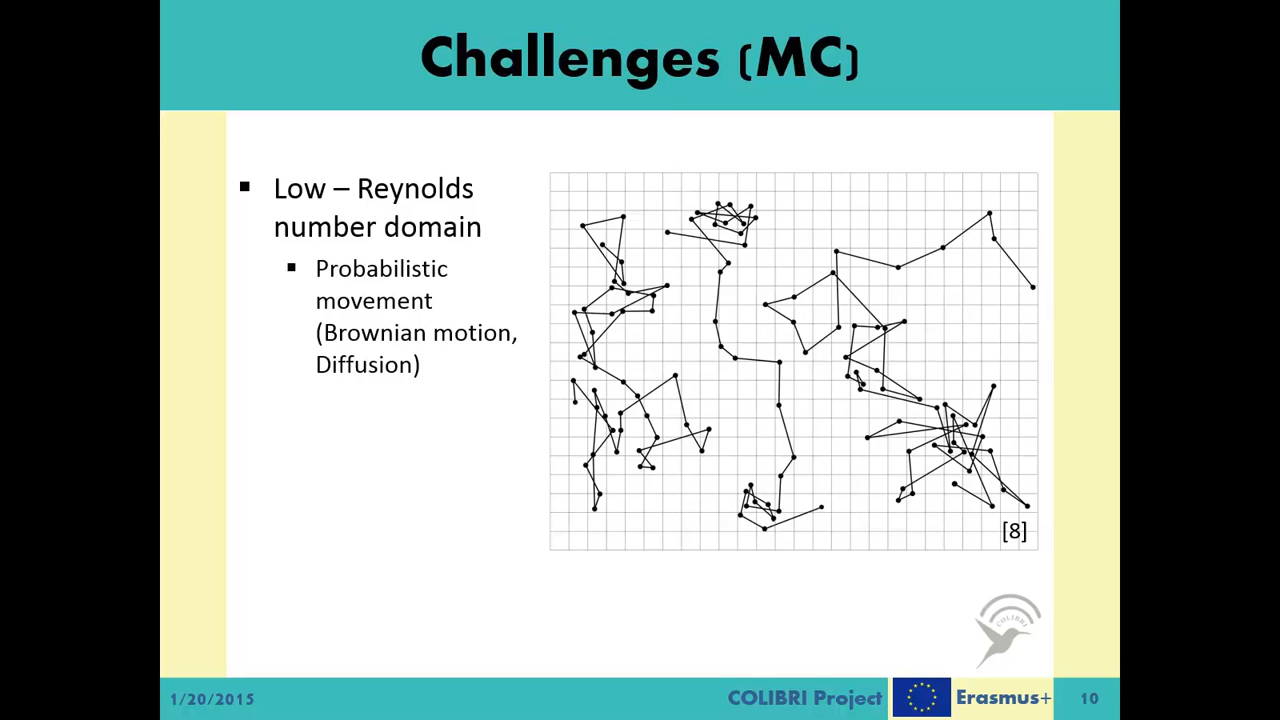 Challenges (MC)
▪ Low – Reynolds
number domain
▪ Probabilistic
movement
(Brownian motion,
Diffusion)
[8]
COLIBRI
1/20/2015
COLIBRI Project
Erasmus+
10